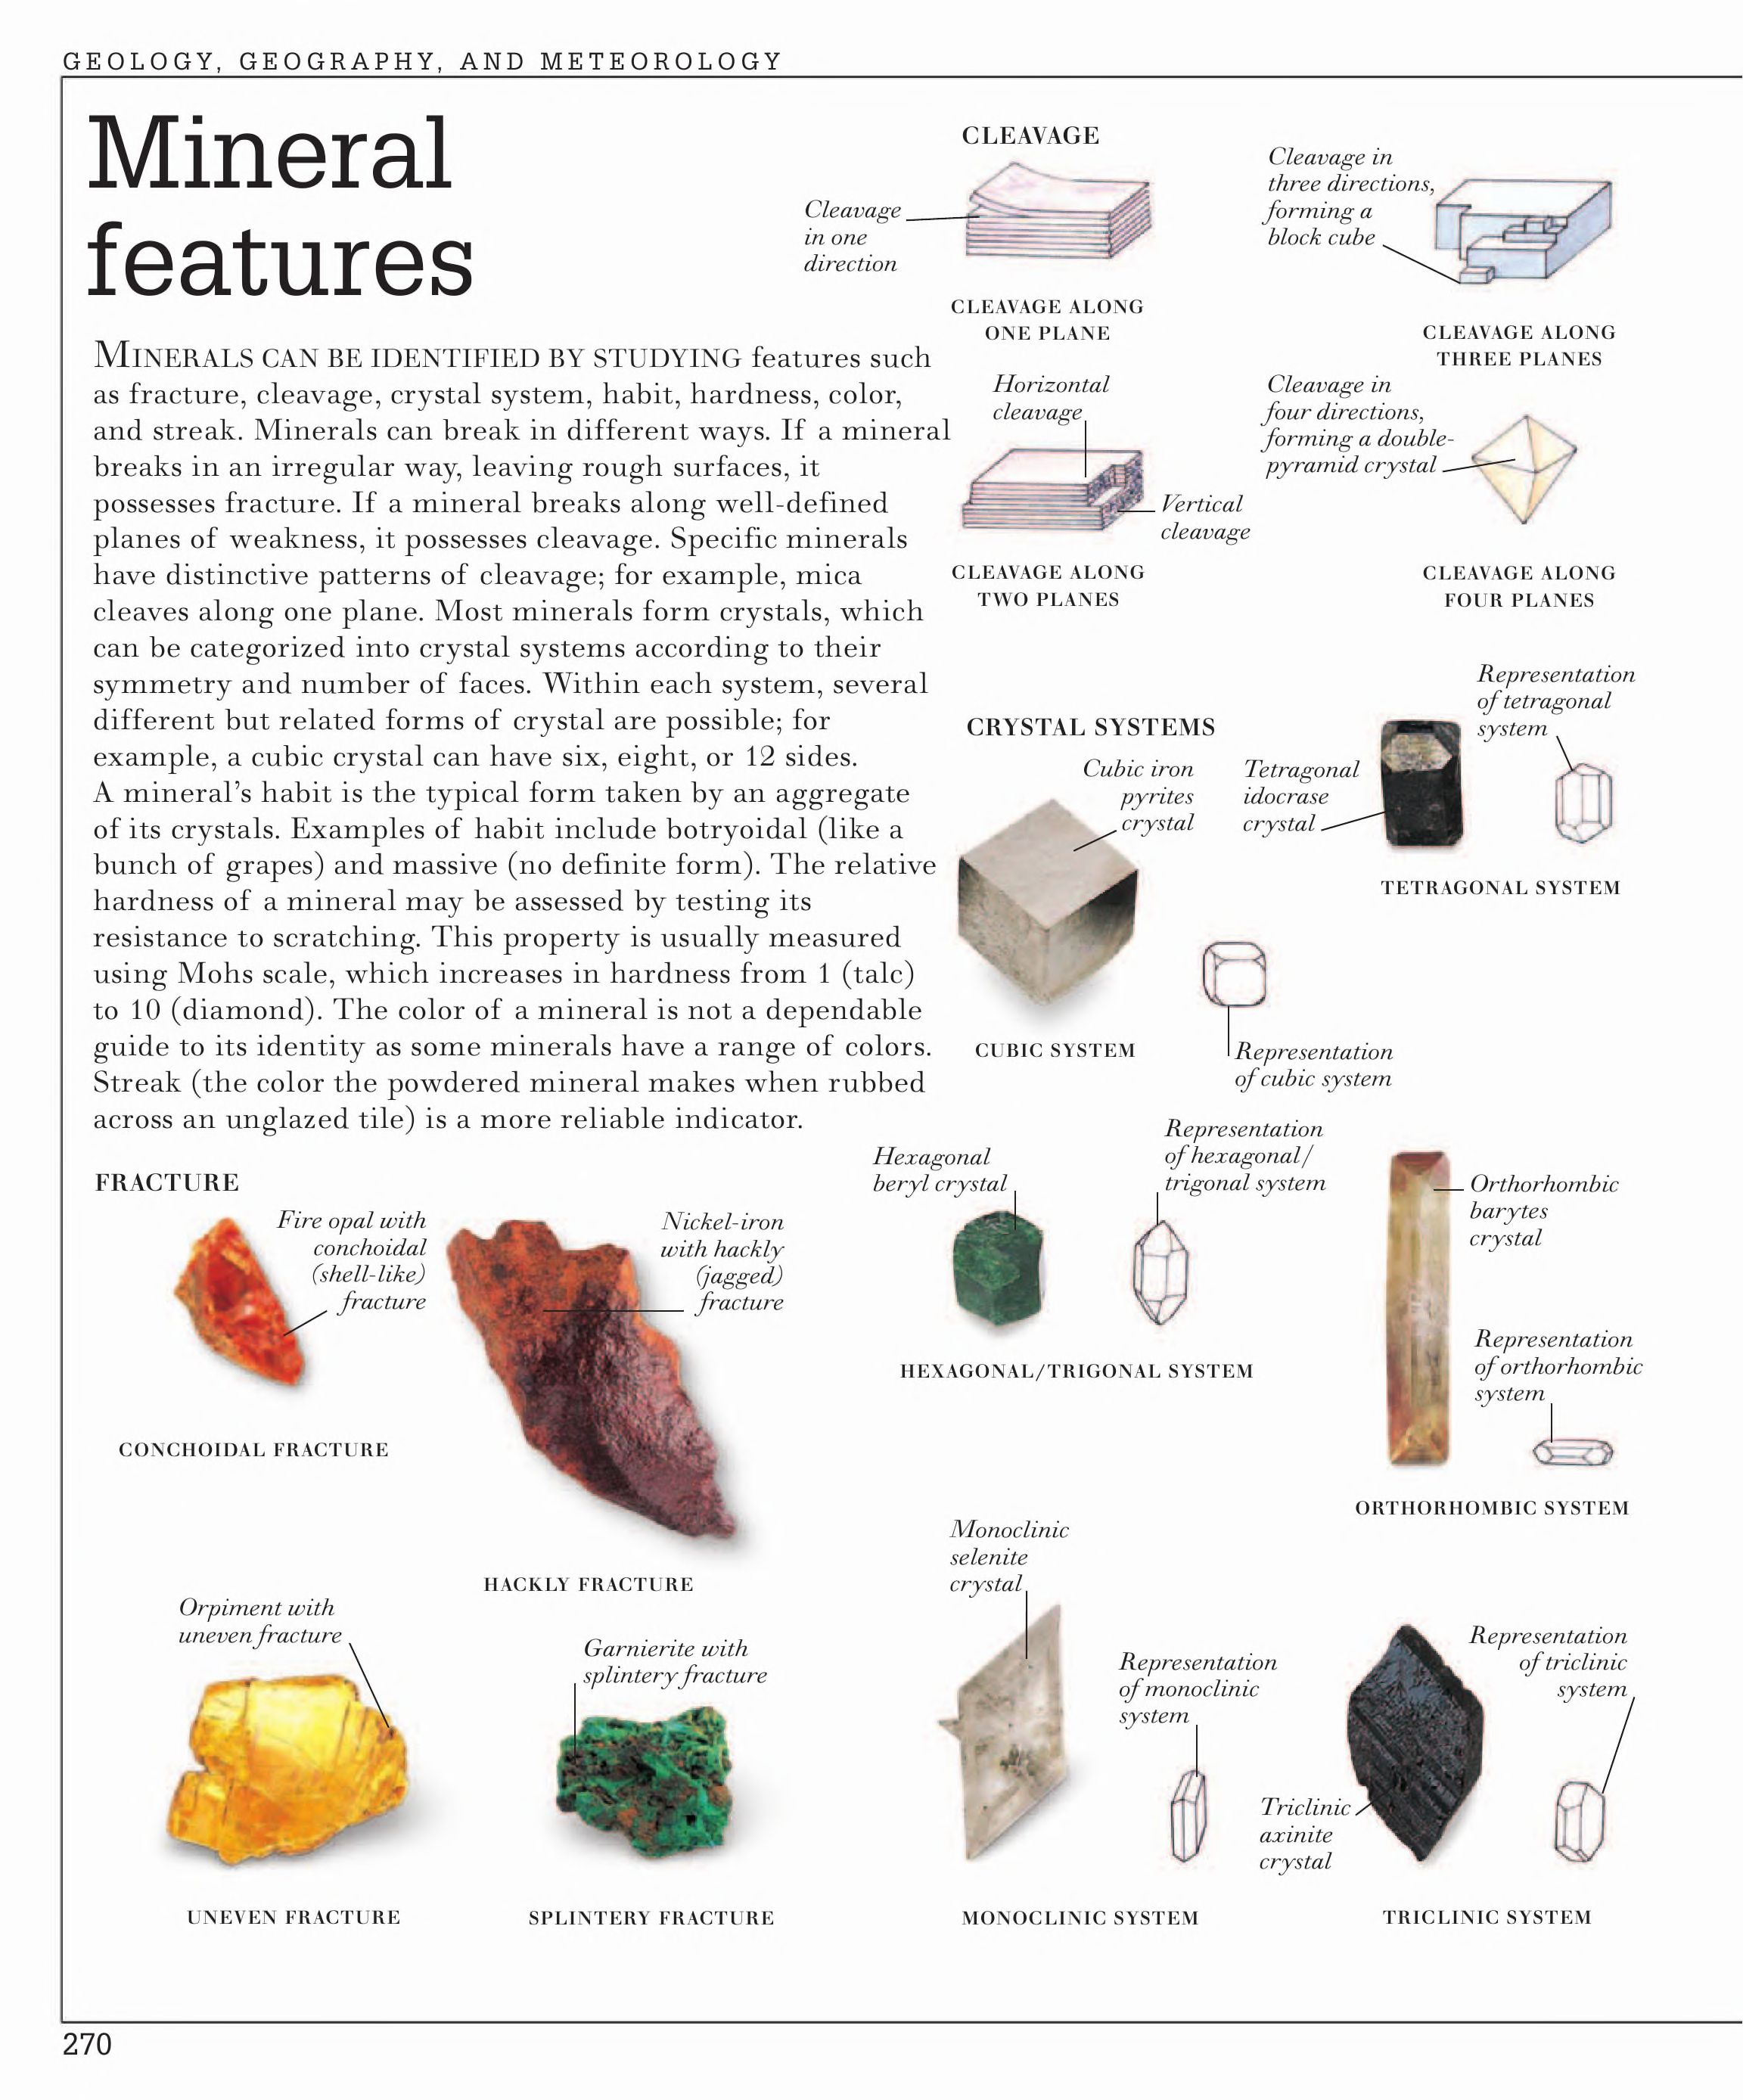 GEOLOGY, GEOGRAPHY, AND METEOROLOGY
Mineral
features
MINERALS CAN BE IDENTIFIED BY STUDYING features such
as fracture, cleavage, crystal system, habit, hardness, color,
and streak. Minerals can break in different ways. If a mineral
breaks in an irregular way, leaving rough surfaces, it
possesses fracture. If a mineral breaks along well-defined
planes of weakness, it possesses cleavage. Specific minerals
have distinctive patterns of cleavage; for example, mica
cleaves along one plane. Most minerals form crystals, which
can be categorized into crystal systems according to their
symmetry and number of faces. Within each system, several
different but related forms of crystal are possible; for
example, a cubic crystal can have six, eight, or 12 sides.
A mineral’s habit is the typical form taken by an aggregate
of its crystals. Examples of habit include botryoidal (like a
bunch of grapes) and massive (no definite form). The relative
hardness of a mineral may be assessed by testing its
resistance to scratching. This property is usually measured
using Mohs scale, which increases in hardness from 1 (talc)
to 10 (diamond). The color of a mineral is not a dependable
guide to its identity as some minerals have a range of colors.
Streak (the color the powdered mineral makes when rubbed
across an unglazed tile) is a more reliable indicator.
CLEAVAGE
Cleavage
in one
direction
CLEAVAGE ALONG
ONE PLANE
Cleavage in
three directions,
forming a
block cube
CLEAVAGE ALONG
THREE PLANES
Horizontal
cleavage
Vertical
cleavage
CLEAVAGE ALONG
TWO PLANES
Cleavage in
four directions,
forming a double-
pyramid crystal
CLEAVAGE ALONG
FOUR PLANES
CRYSTAL SYSTEMS
Cubic iron
pyrites
crystal
CUBIC SYSTEM
Representation
of cubic system
Tetragonal
idocrase
crystal
Representation
of tetragonal
system
TETRAGONAL SYSTEM
Hexagonal
beryl crystal
Representation
of hexagonal/
trigonal system
HEXAGONAL/TRIGONAL SYSTEM
Orthorhombic
barytes
crystal
Representation
of orthorhombic
system
ORTHORHOMBIC SYSTEM
Monoclinic
selenite
crystal
Representation
of monoclinic
system
MONOCLINIC SYSTEM
Representation
of triclinic
system
Triclinic
axinite
crystal
TRICLINIC SYSTEM
FRACTURE
Fire opal with
conchoidal
(shell-like)
fracture
CONCHOIDAL FRACTURE
Nickel-iron
with hackly
(jagged)
fracture
HACKLY FRACTURE
Orpiment with
uneven fracture
UNEVEN FRACTURE
Garnierite with
splintery fracture
SPLINTERY FRACTURE
270